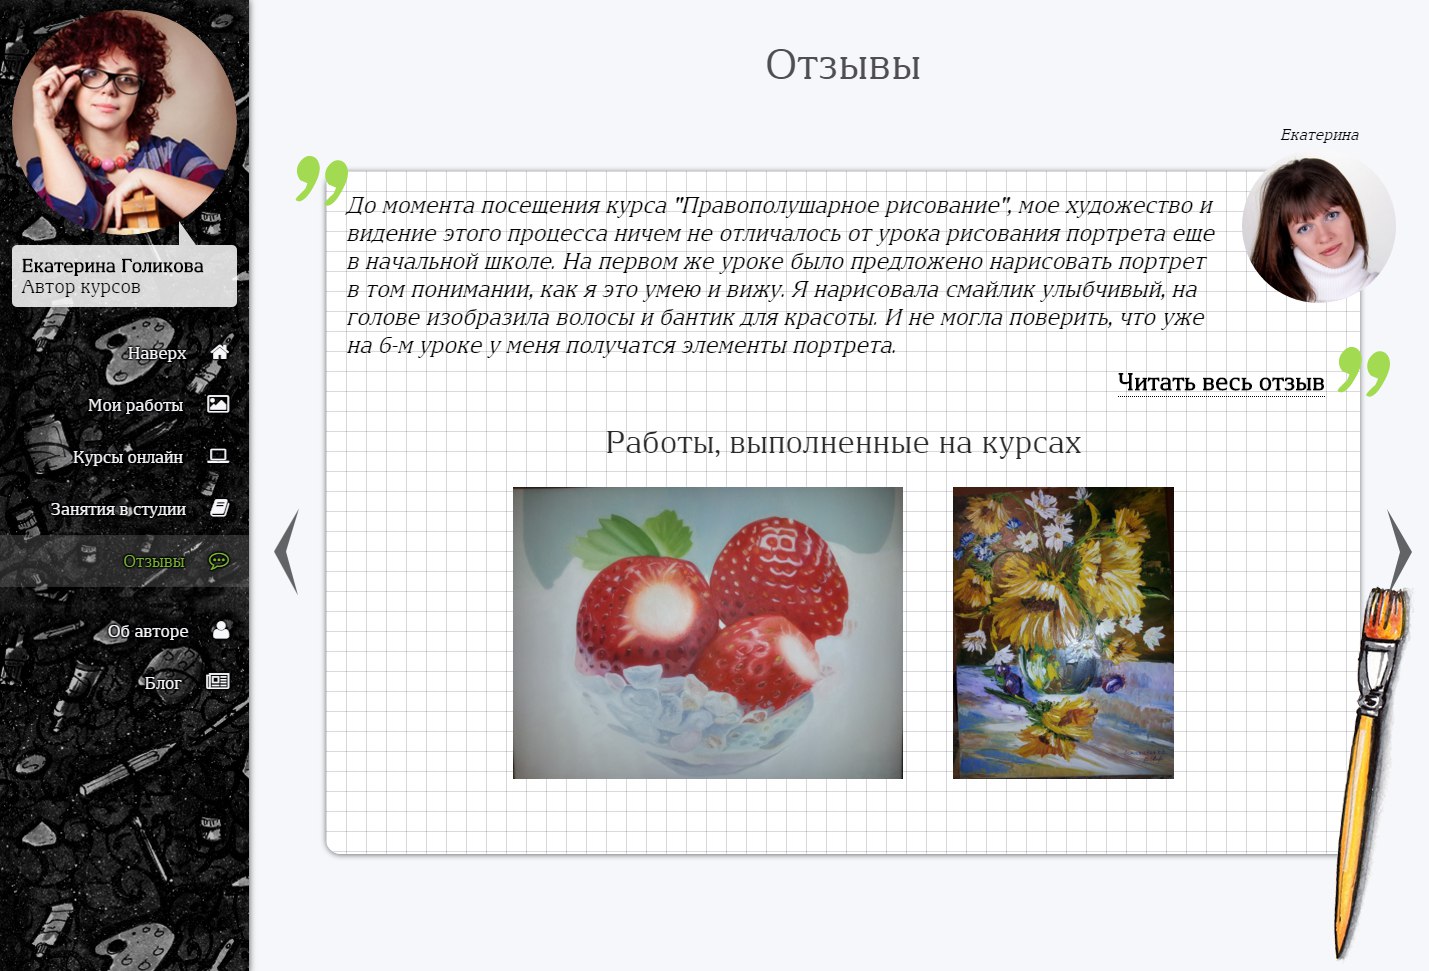 Екатерина Голикова
Автор курсов
Наверх
Мои работы
Курсы онлайн
Занятия в студии
Отзывы
Об авторе
Блог
Отзывы
Екатерина
До момента посещения курса "Правополушарное рисование", мое художество и
видение этого процесса ничем не отличалось от урока рисования портрета еще
в начальной школе. На первом же уроке было предложено нарисовать портрет
в том понимании, как я это умею и вижу. Я нарисовала смайлик улыбчивый, на
голове изобразила волосы и бантик для красоты. И не могла поверить, что уже
на 6-м уроке у меня получатся элементы портрета.
Читать весь отзыв
Работы, выполненные на курсах